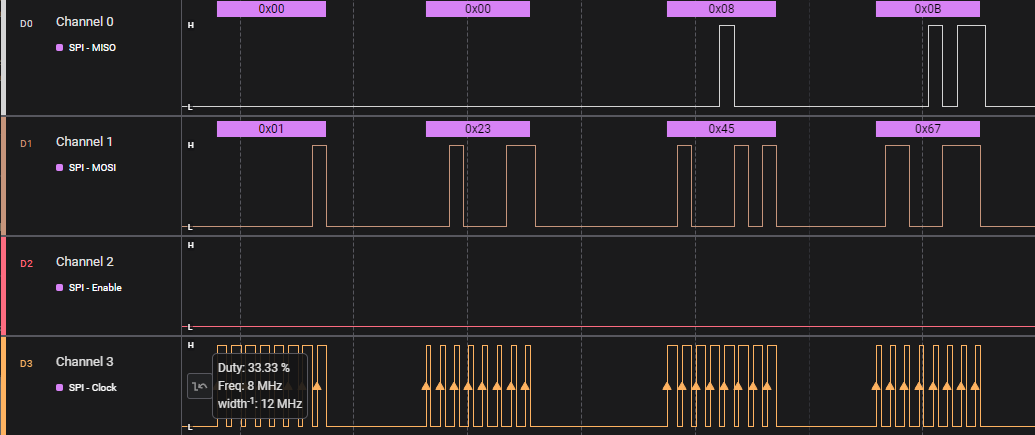 D0 Channel 0 H 0x00 0x00 0x08 0x0B
SPI - MISO
L
D1 Channel 1 H 0x01 0x23 0x45 0x67
SPI - MOSI
L
D2 Channel 2 H
SPI - Enable
L
D3 Channel 3 H
SPI - Clock
L
Duty: 33.33 %
Freq: 8 MHz
width-1: 12 MHz